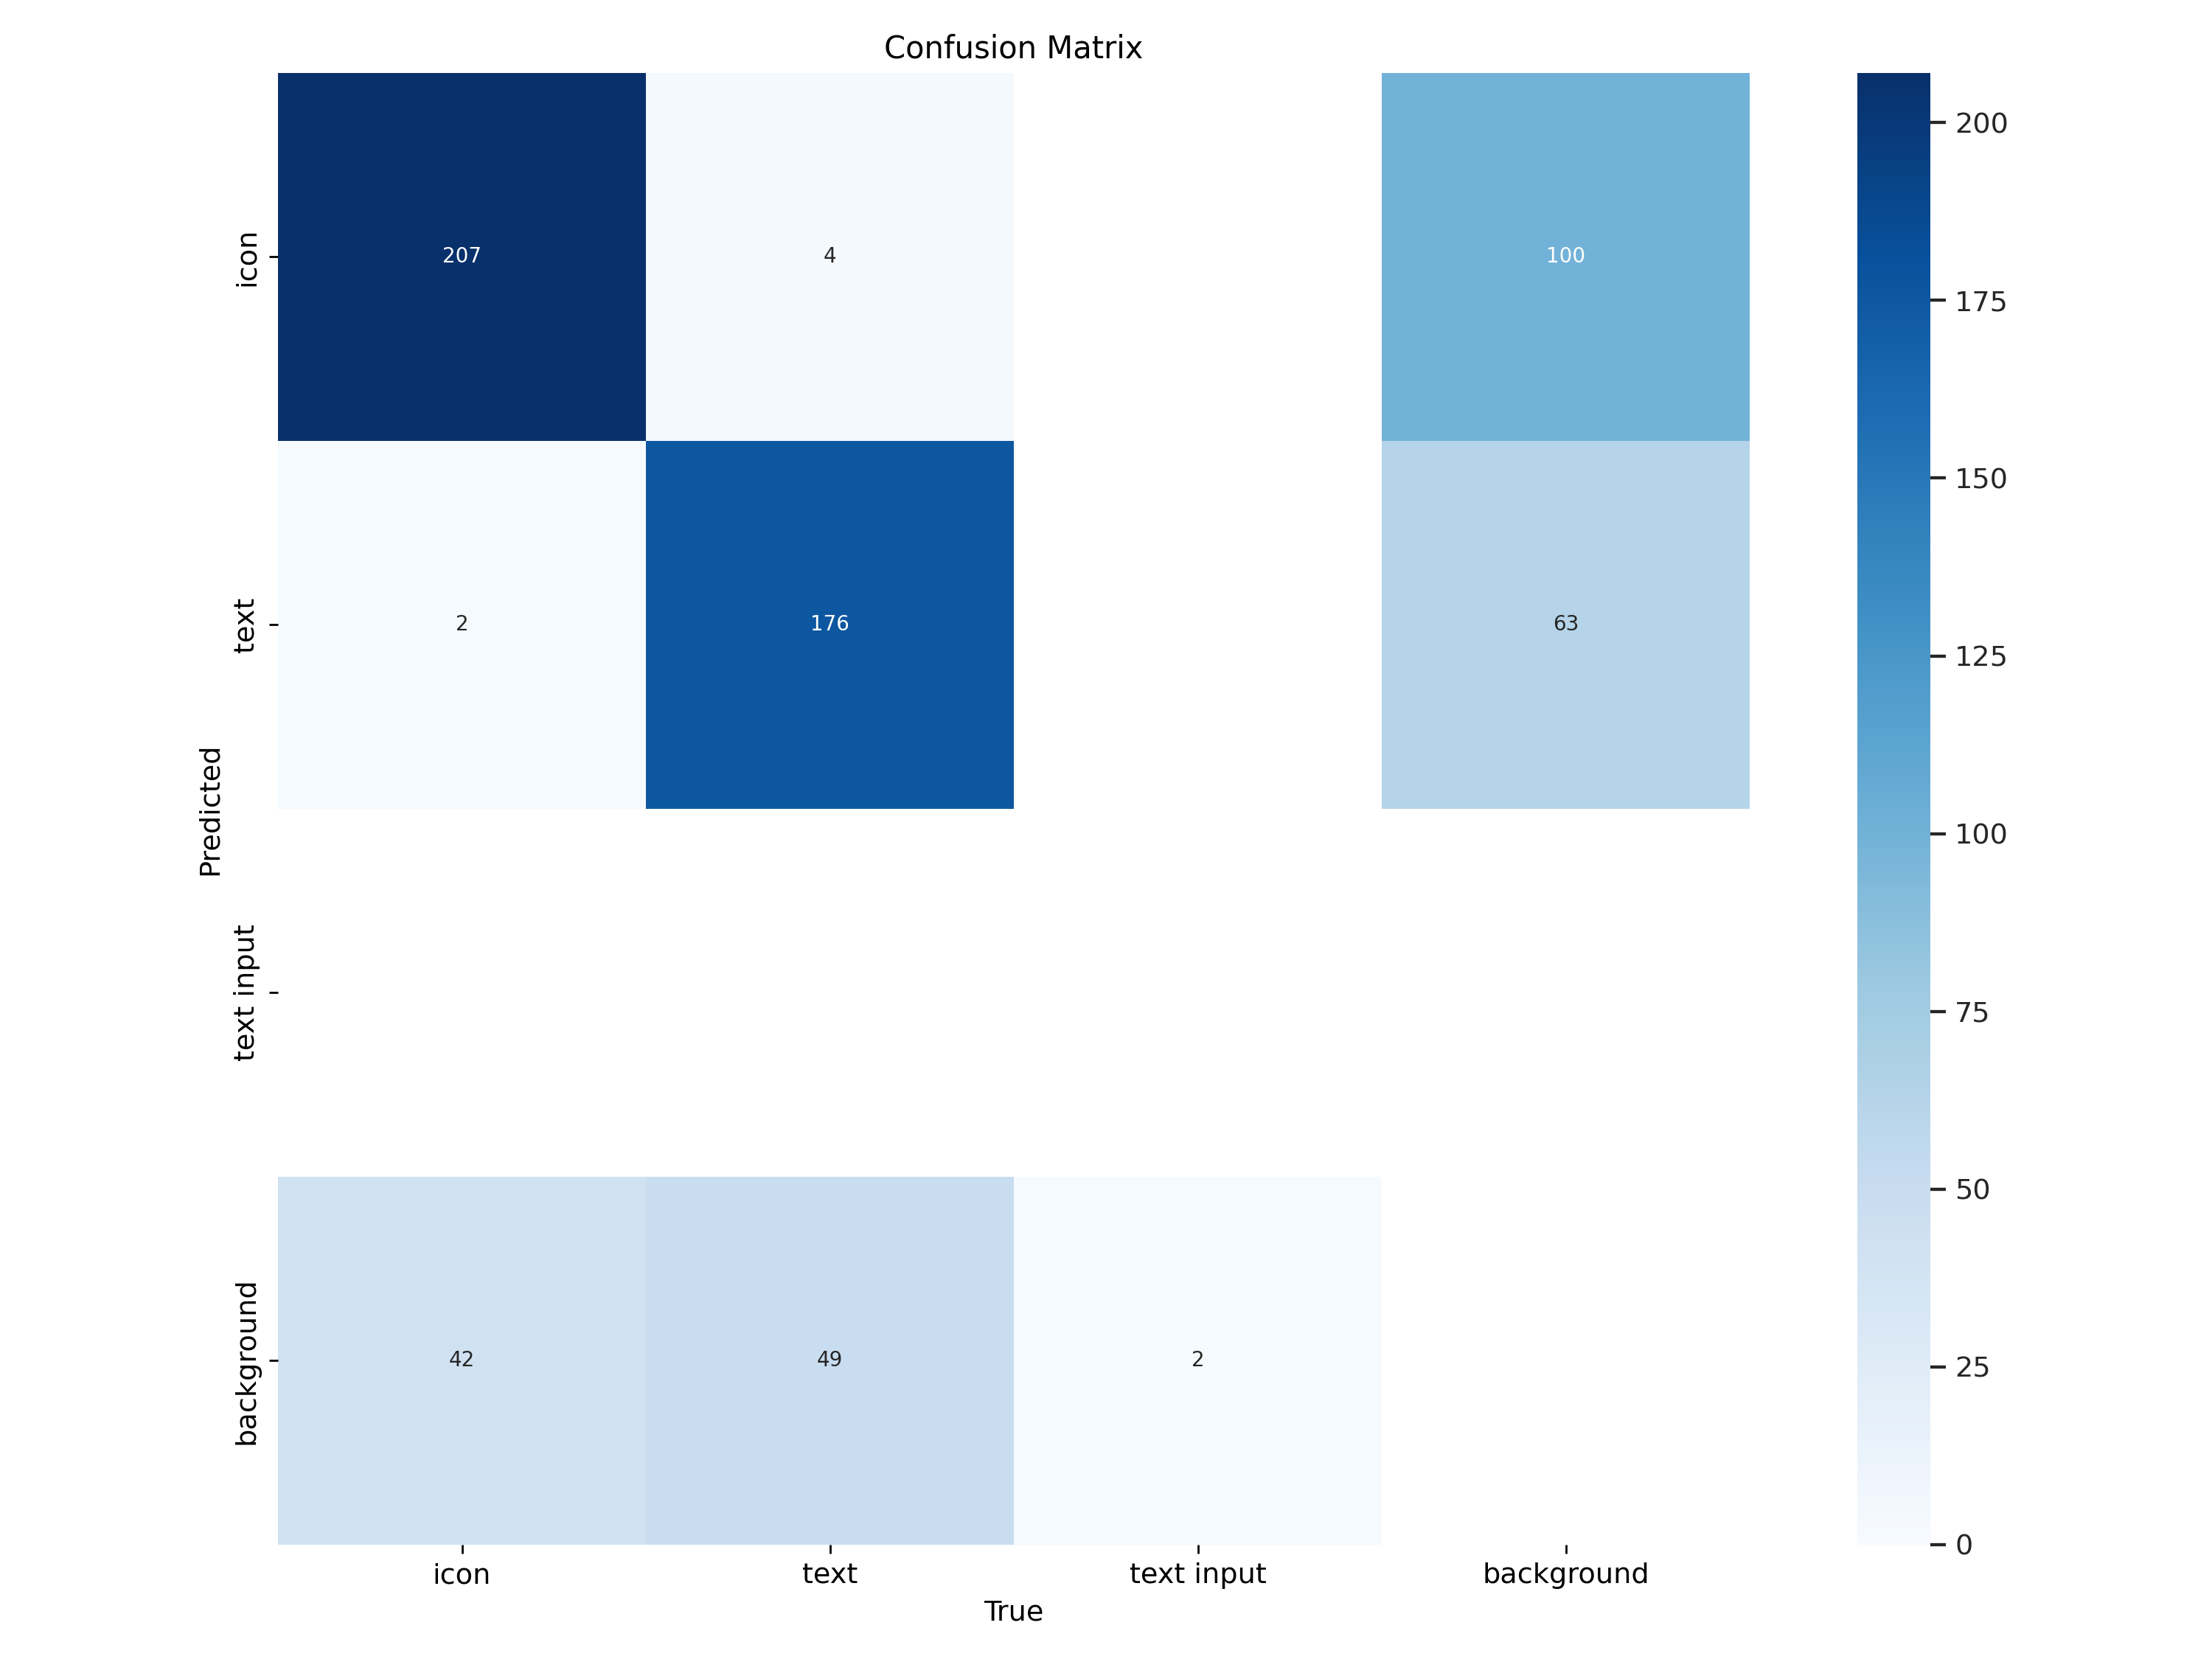 Confusion Matrix
icon
207
4
100
text
2
176
63
Predicted
text input
background
42
49
2
icon
text
text input
background
True
200
175
150
125
100
75
50
25
0